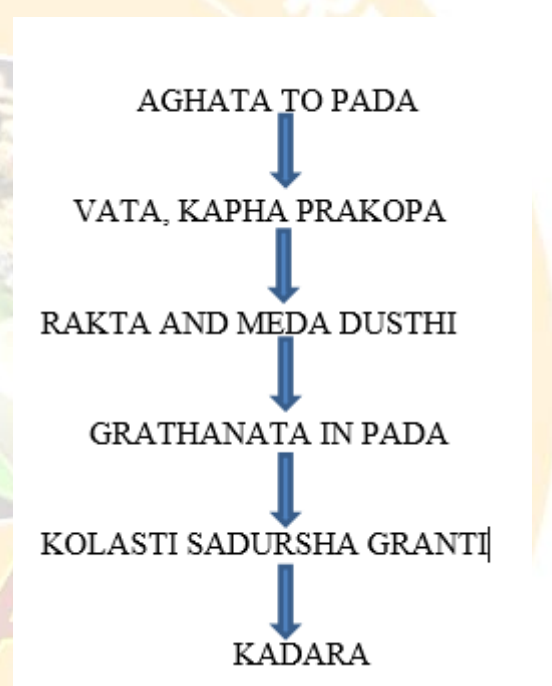 AGHATA TO PADA
VATA, KAPHA PRAKOPA
RAKTA AND MEDA DUSTHI
GRATHANATA IN PADA
KOLASTI SADURSHA GRANTI
KADARA